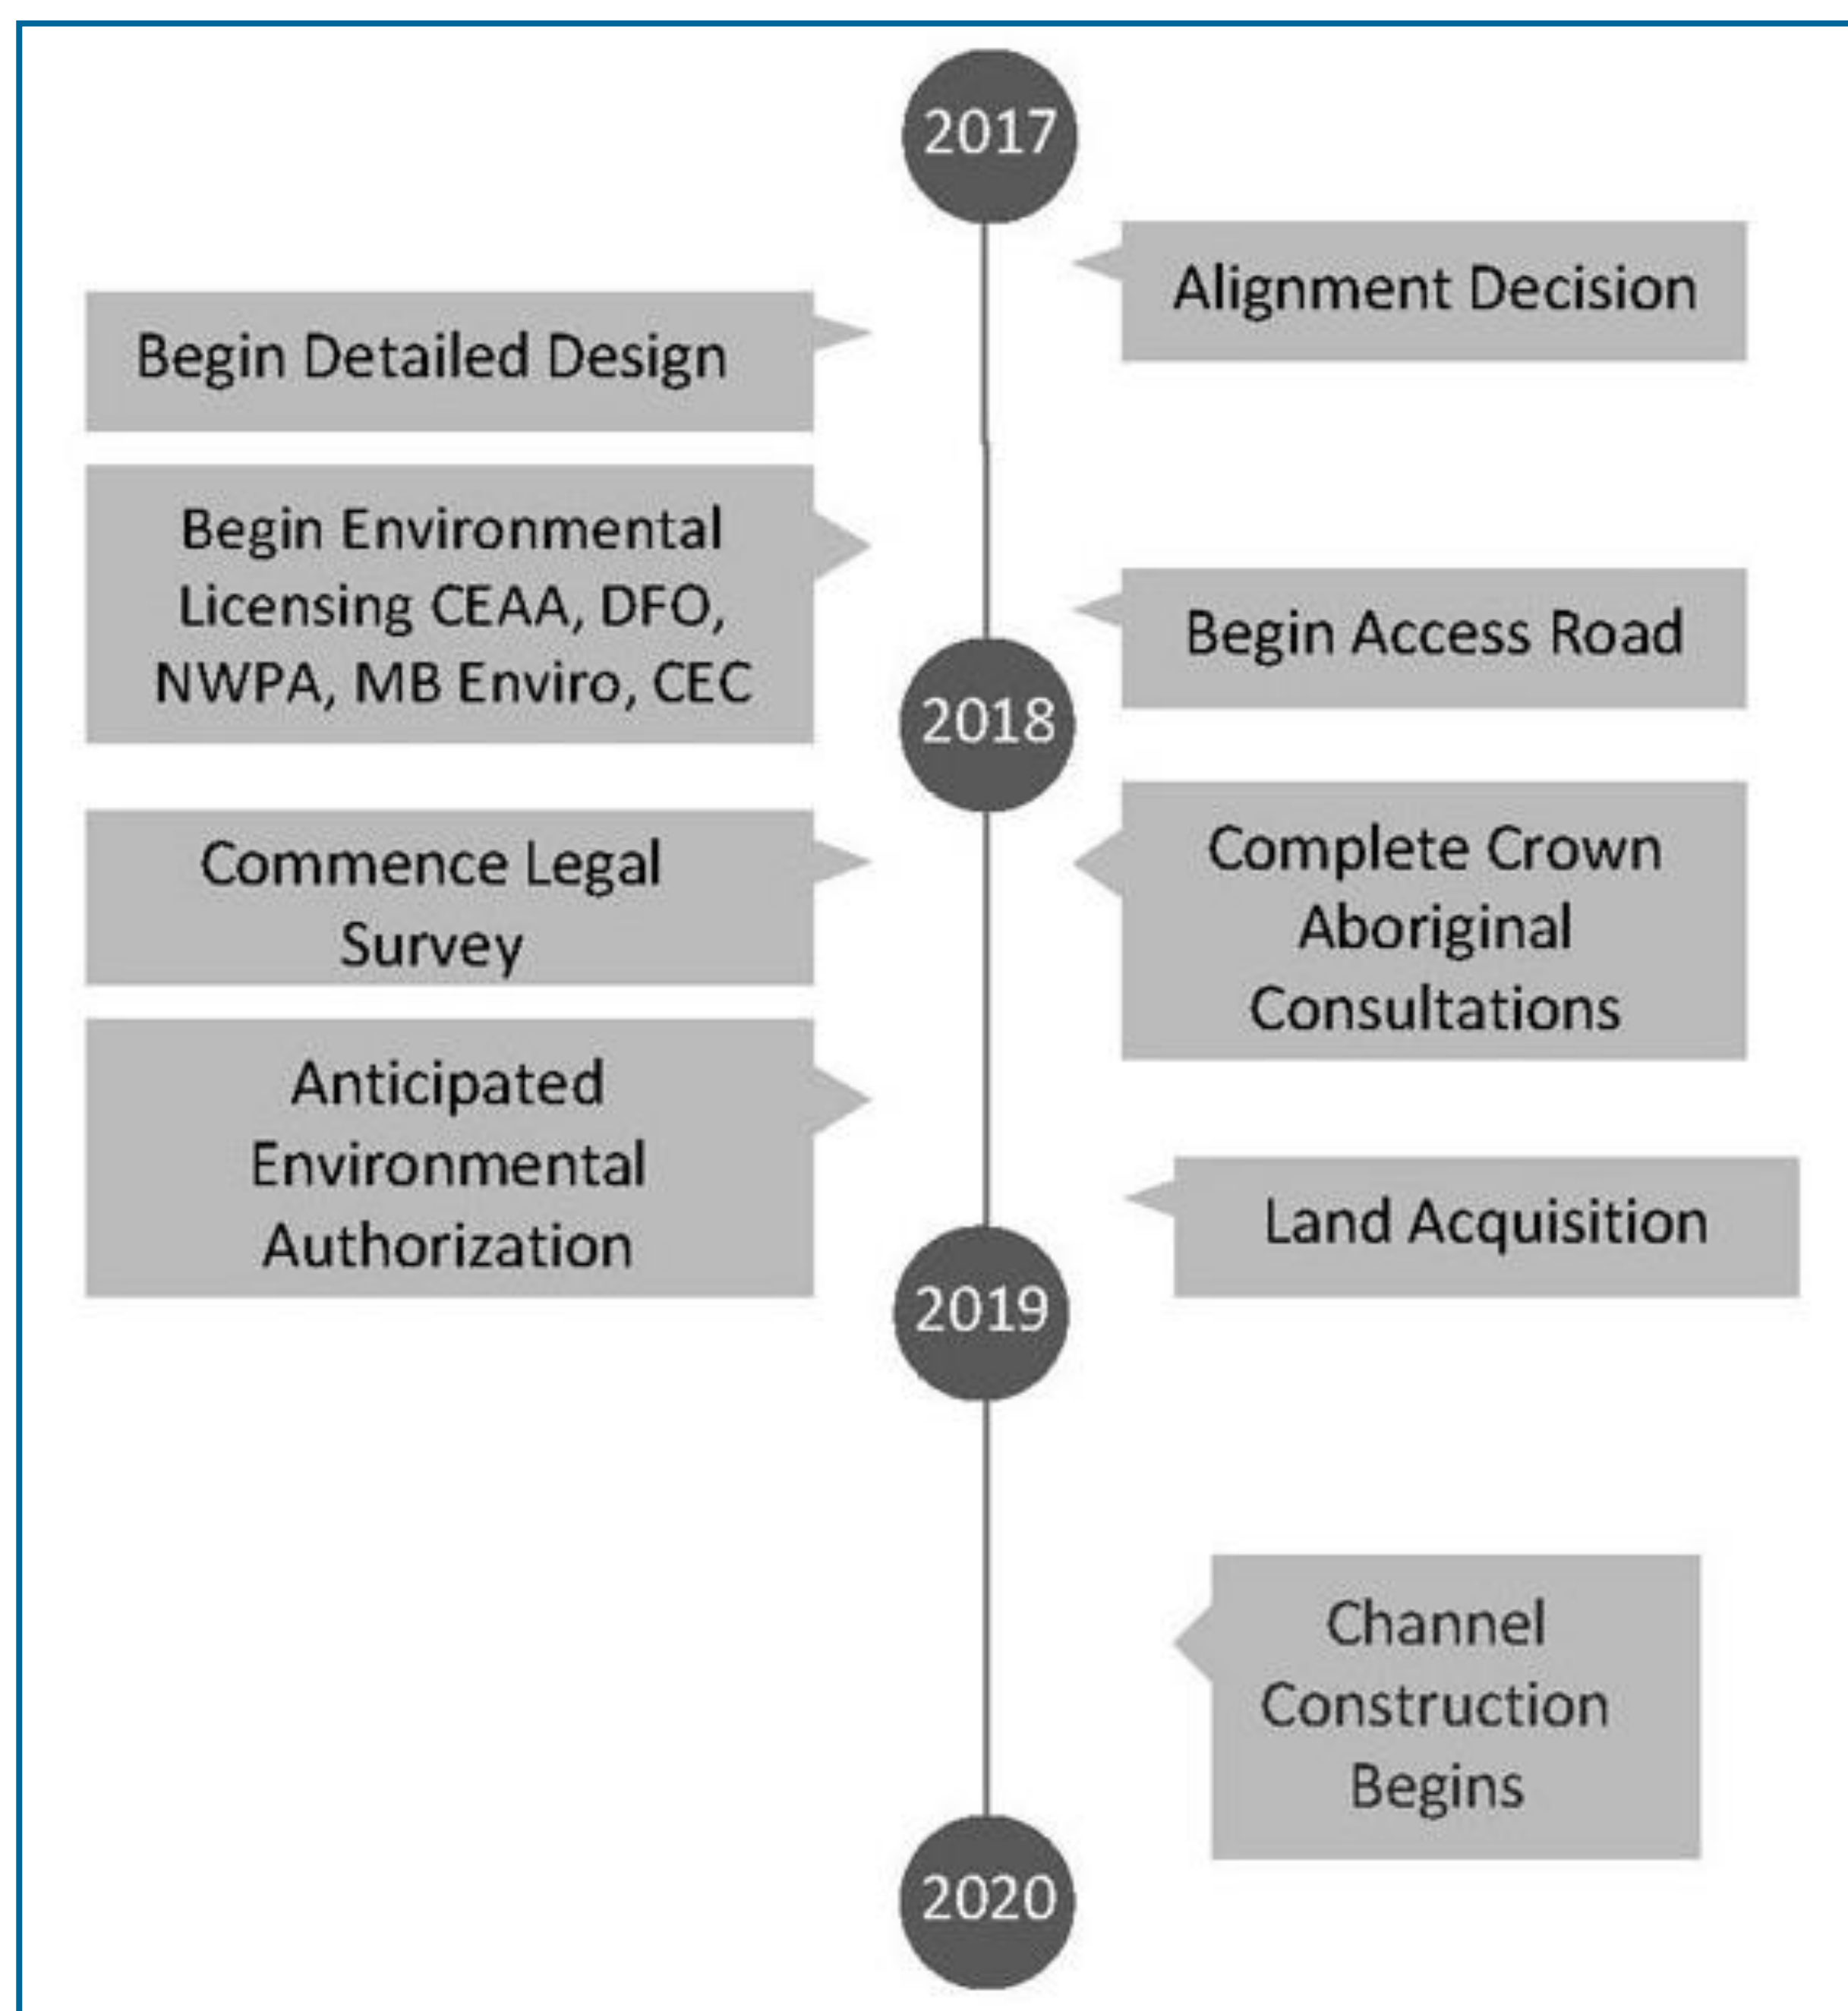 2017
Alignment Decision
Begin Detailed Design
Begin Environmental
Licensing CEAA, DFO,
NWPA, MB Enviro, CEC
Begin Access Road
2018
Commence Legal
Survey
Complete Crown
Aboriginal
Consultations
Anticipated
Environmental
Authorization
Land Acquisition
2019
Channel
Construction
Begins
2020